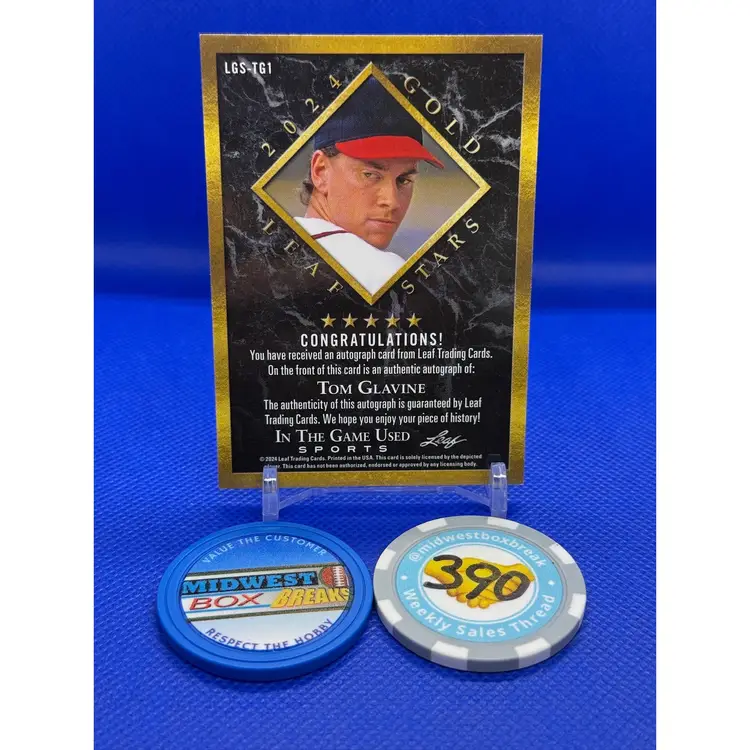 LGS-TG1
2024 GOLD
LEAF STARS
CONGRATULATIONS!
You have received an autograph card from Leaf Trading Cards.
On the front of this card is an authentic autograph of:
TOM GLAVINE
The authenticity of this autograph is guaranteed by Leaf
Trading Cards. We hope you enjoy your piece of history!
IN THE GAME USED
SPORTS
Leaf
©2024 Leaf Trading Cards. Printed in the USA. This card is solely licensed by the depicted
player. This card has not been authorized, endorsed or approved by any licensing body.
VALUE THE CUSTOMER
MIDWEST
BOX BREAKS
RESPECT THE HOBBY
@midwestboxbreak
390
Weekly Sales Thread